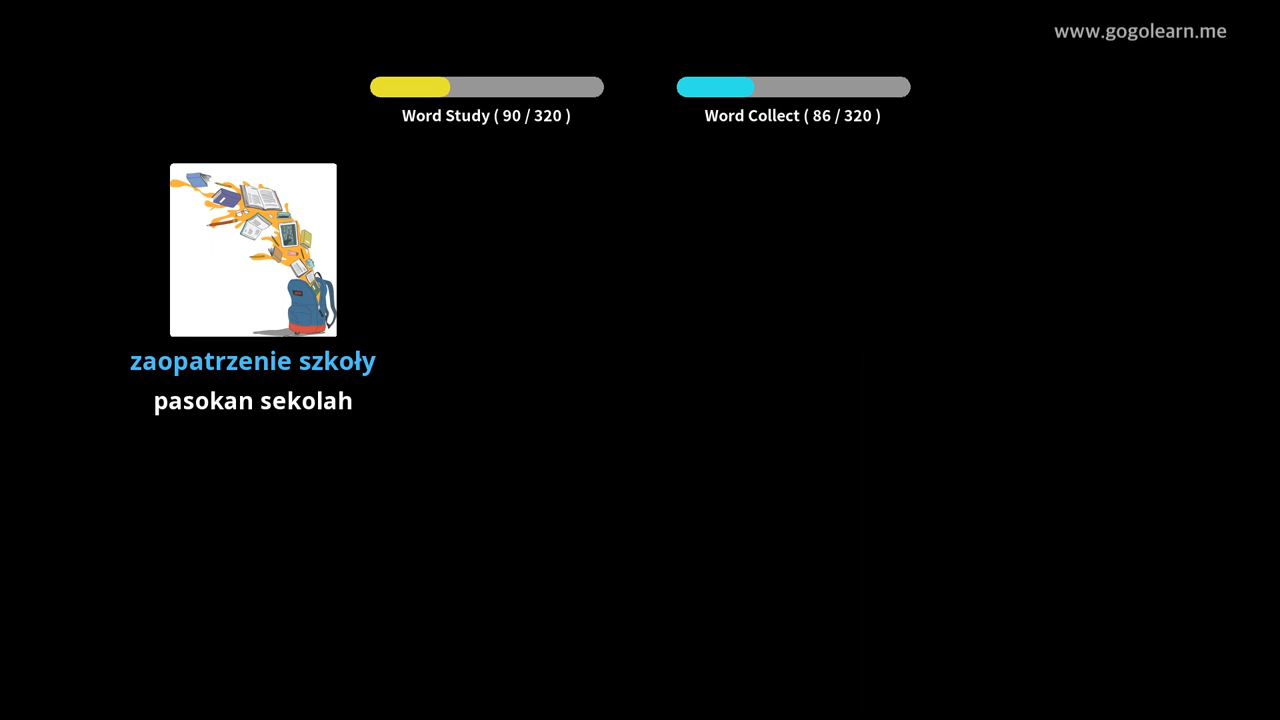 www.gogolearn.me
Word Study ( 90 / 320 )
Word Collect ( 86 / 320 )
zaopatrzenie szkoły
pasokan sekolah